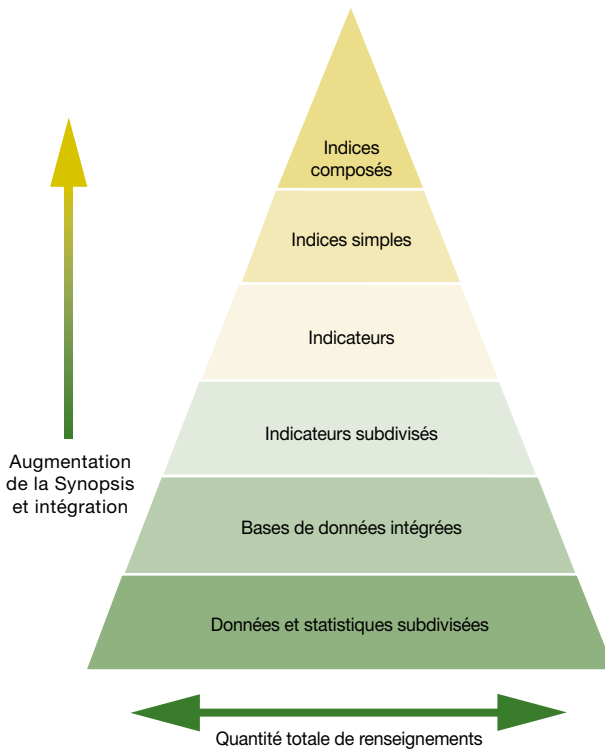 Indices
composés
Indices simples
Indicateurs
Indicateurs subdivisés
Augmentation
de la Synopsis
et intégration
Bases de données intégrées
Données et statistiques subdivisées
Quantité totale de renseignements